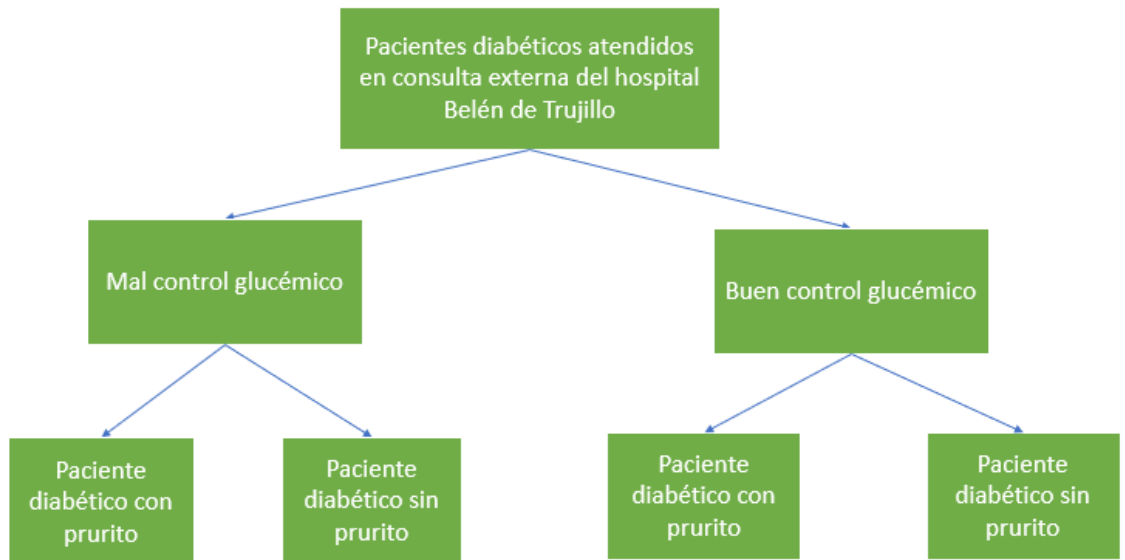 Pacientes diabéticos atendidos
en consulta externa del hospital
Belén de Trujillo
Mal control glucémico
Buen control glucémico
Paciente
diabético con
prurito
Paciente
diabético sin
prurito
Paciente
diabético con
prurito
Paciente
diabético sin
prurito